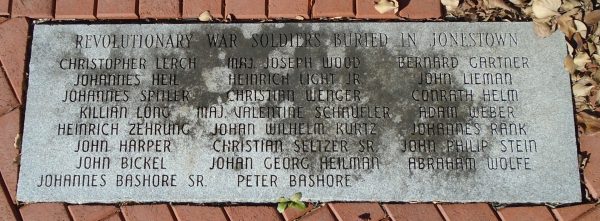 REVOLUTIONARY WAR SOLDIERS BURIED IN JONESTOWN
CHRISTOPHER LERCH MAJ. JOSEPH WOOD BERNARD GARTNER
JOHANNES HEIL HEINRICH LIGHT JR. JOHN LIEMAN
JOHANNES SPITLER CHRISTIAN WENGER CONRATH HELM
KILLIAN LONG MAJ. VALENTINE SCHAUFLER ADAM WEBER
HEINRICH ZEHRUNG JOHAN WILHELM KURTZ JOHANNES RANK
JOHN HARPER CHRISTIAN SELTZER SR. JOHN PHILIP STEIN
JOHN BICKEL JOHAN GEORG HEILMAN ABRAHAM WOLFE
JOHANNES BASHORE SR. PETER BASHORE